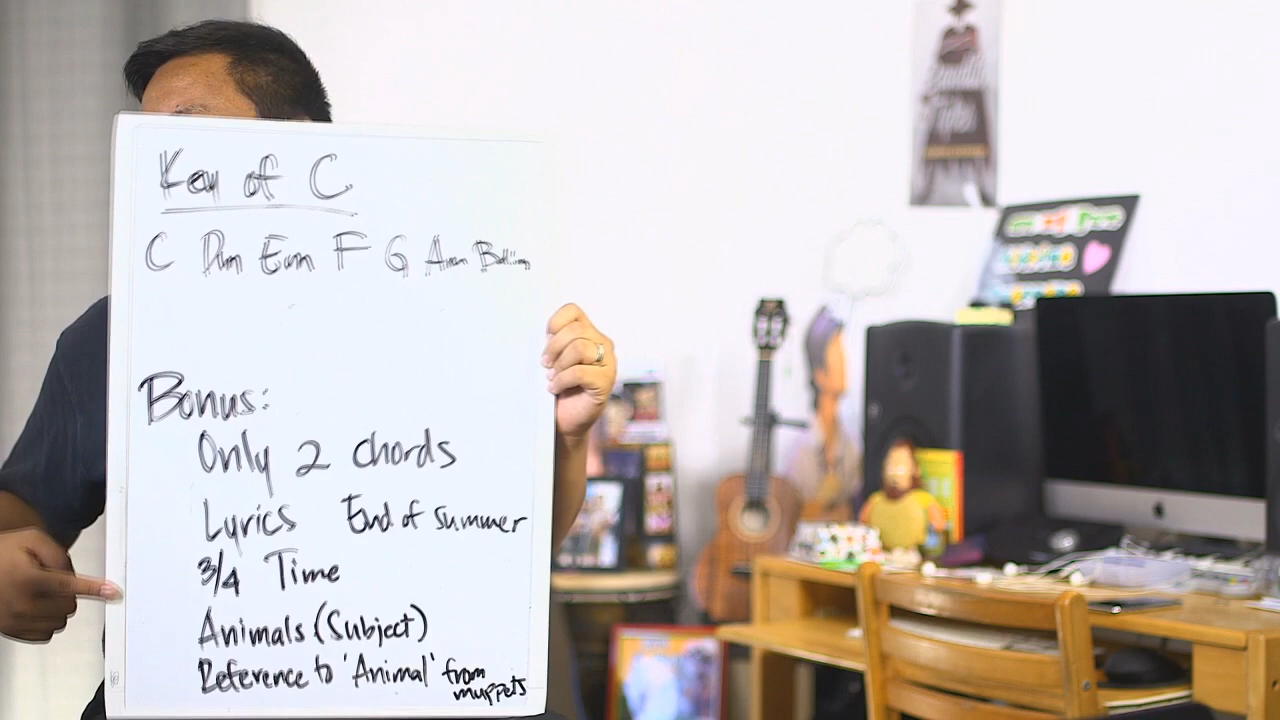 Key of C
C Dm Em F G Am Bdim
Bonus:
Only 2 chords
Lyrics End of summer
3/4 Time
Animals (Subject)
Reference to 'Animal' from
muppets